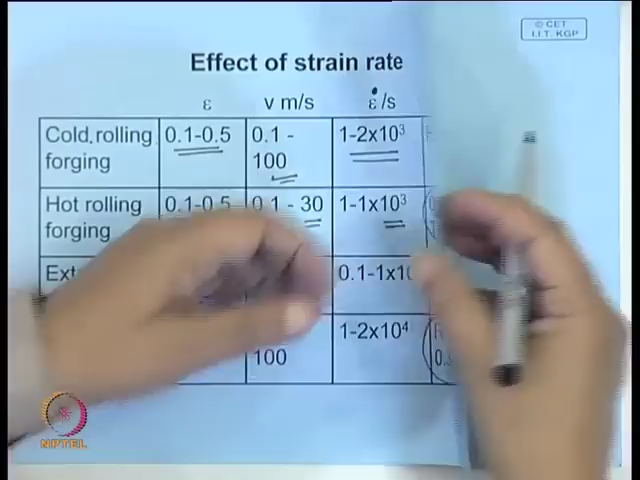 © CET
I.I.T. KGP
Effect of strain rate
ε v m/s ε̇ /s
Cold rolling 0.1-0.5 0.1 - 1-2x10³
forging 100
Hot rolling 0.1-0.5 0.1 - 30 1-1x10³
forging
0.1-1x10
1-2x10⁴
100
NPTEL